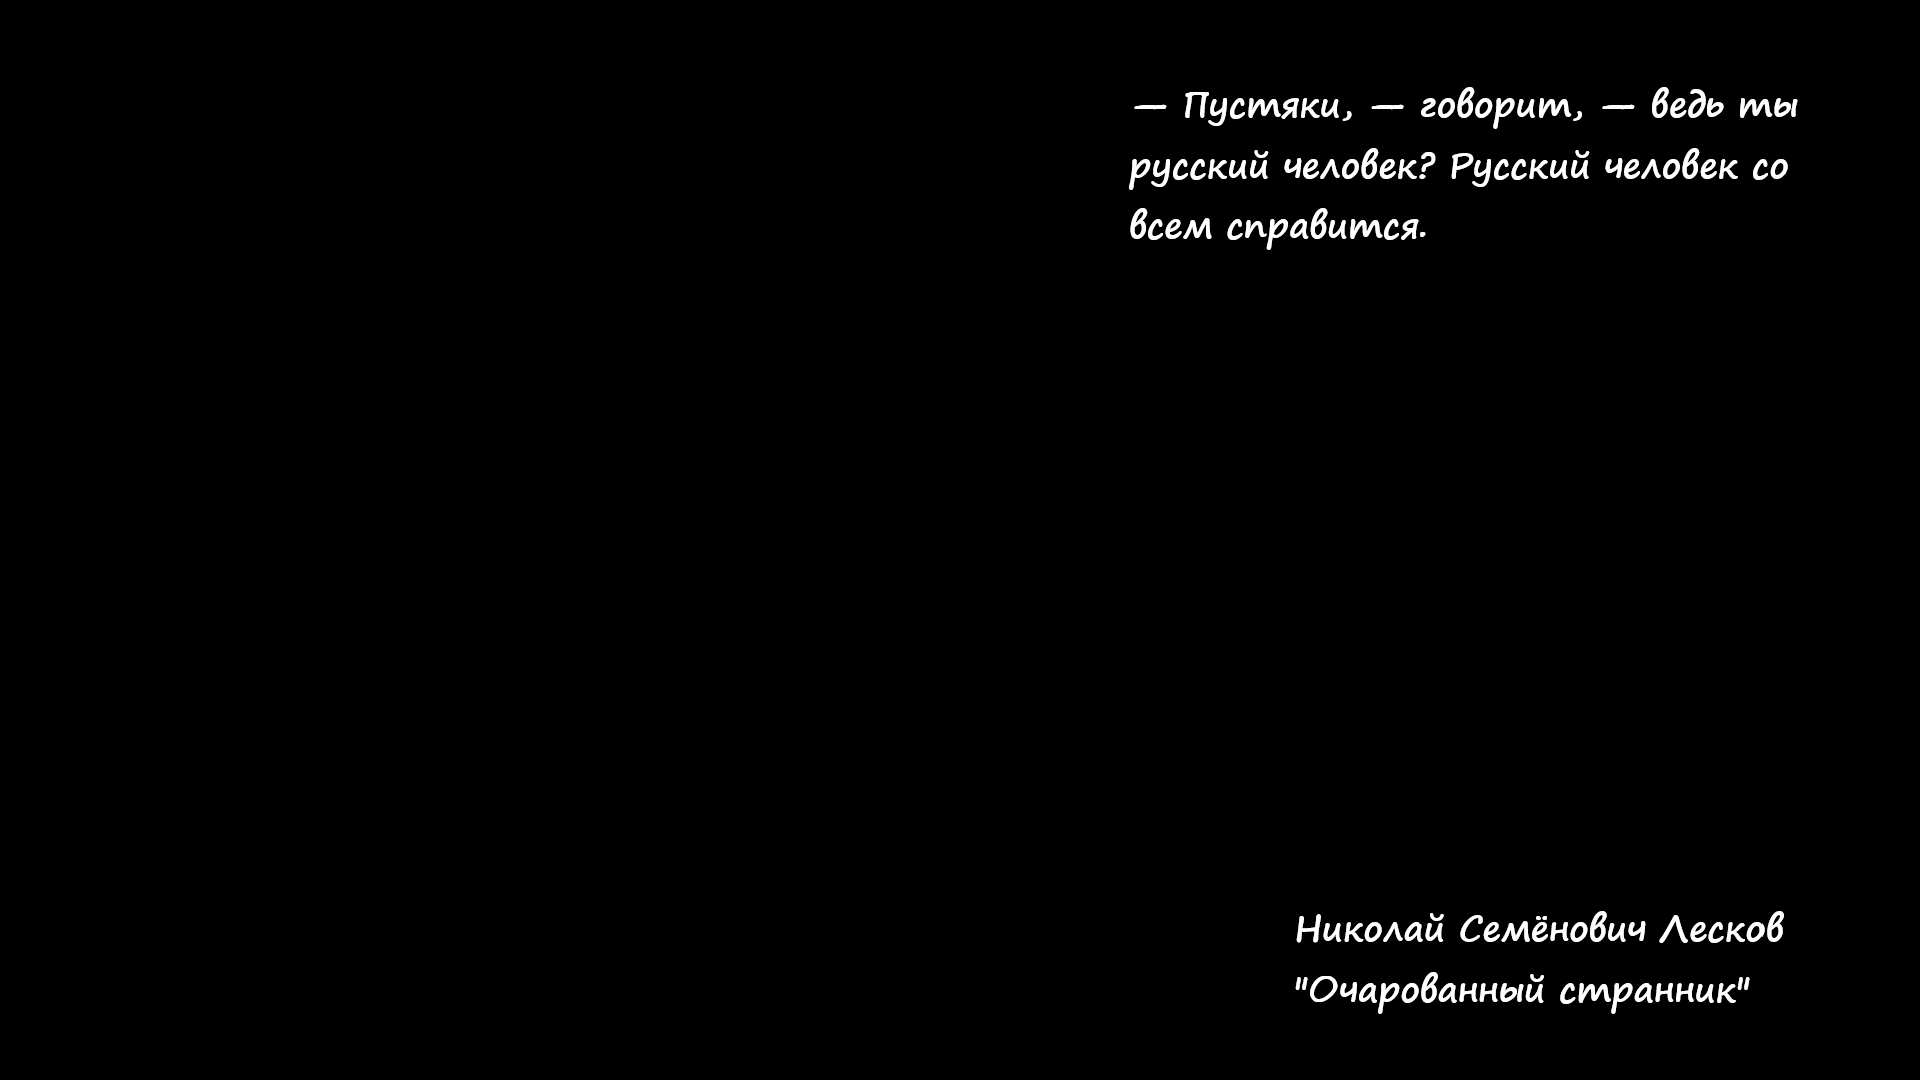 — Пустяки, — говорит, — ведь ты
русский человек? Русский человек со
всем справится.
Николай Семёнович Лесков
"Очарованный странник"